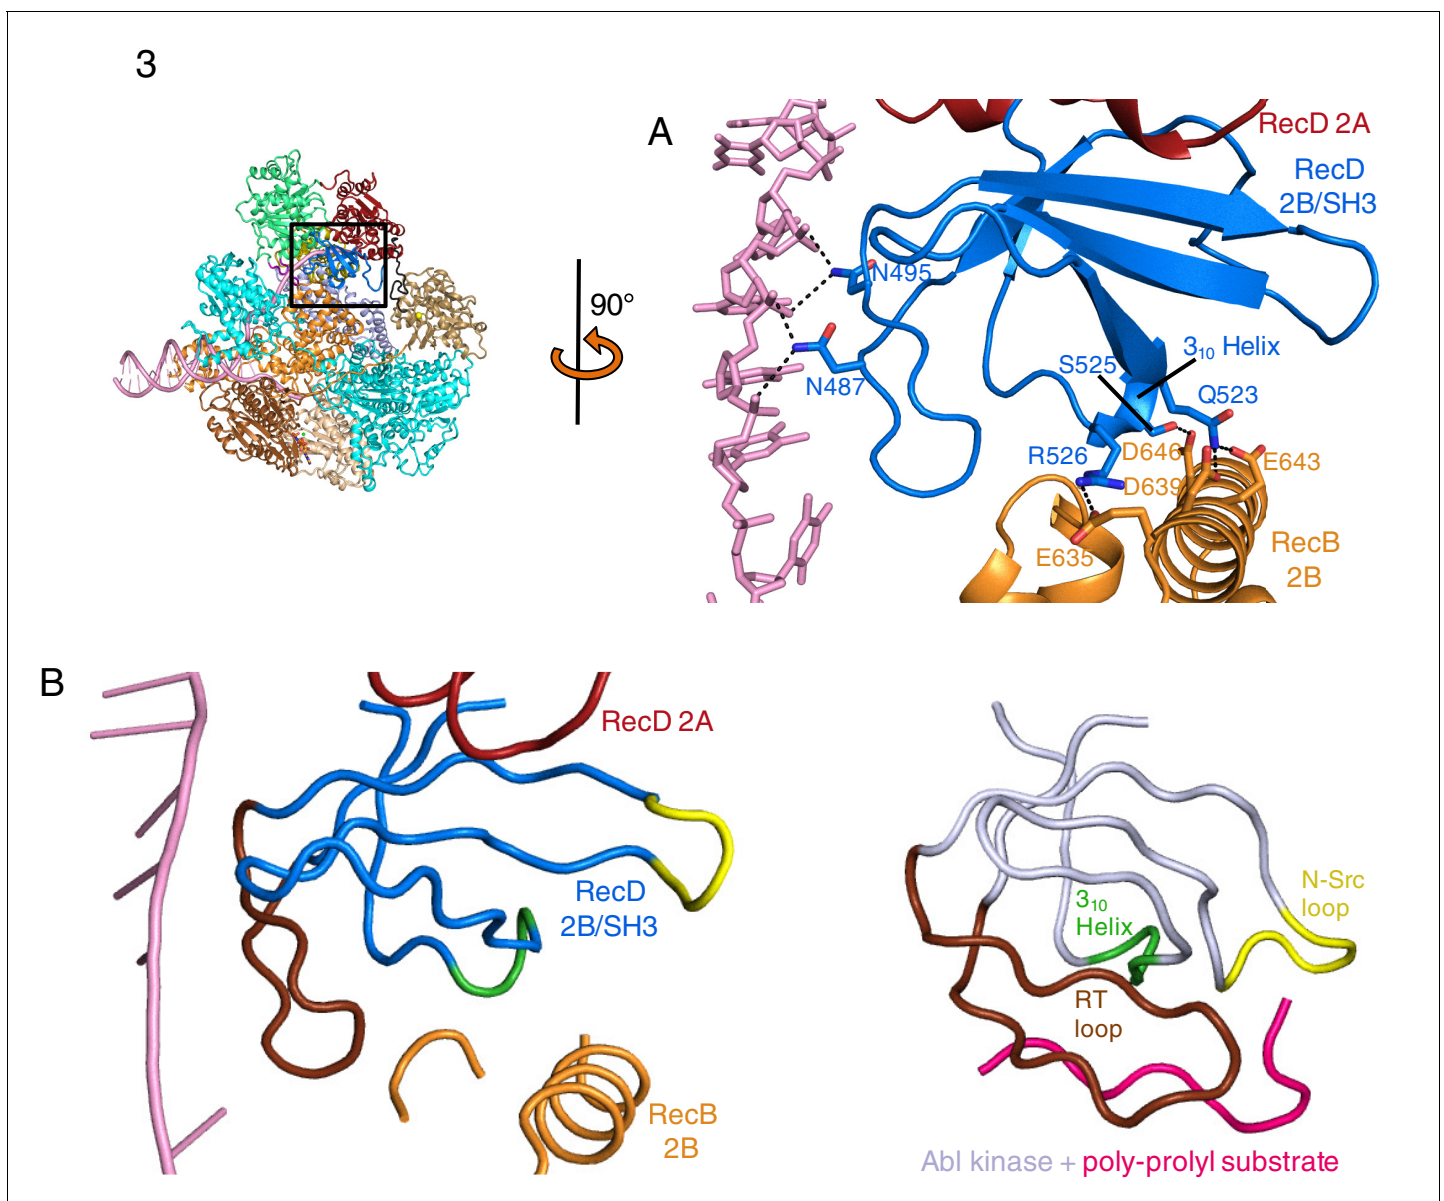 3
90°
A
RecD 2A
RecD
2B/SH3
N495
N487
S525
3₁₀ Helix
Q523
R526
D646
E643
D639
E635
RecB
2B
B
RecD 2A
RecD
2B/SH3
RecB
2B
3₁₀
Helix
N-Src
loop
RT
loop
Abl kinase + poly-prolyl substrate